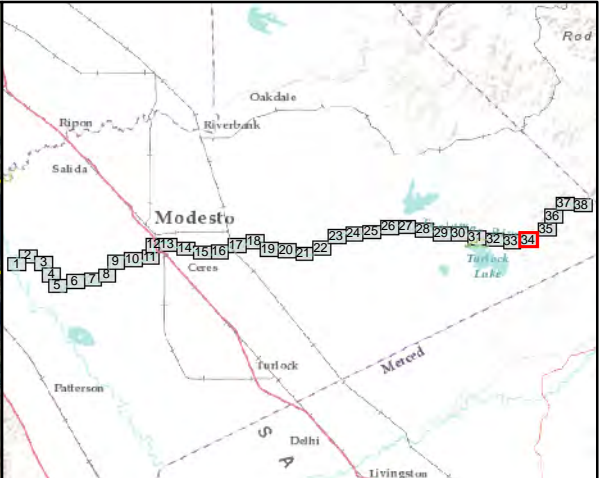 Rod
Oakdale
Ripon
Riverbank
Salida
Modesto
37 38
36
35
26 27 28 29 30 31 32 33 34
23 24 25
12 13 14 15 16 17 18 19 20 21 22
1 2 3 4 5 6 7 8 9 10 11
Ceres
Turlock
Lake
Merced
Turlock
Patterson
S A
Delhi
Livingston